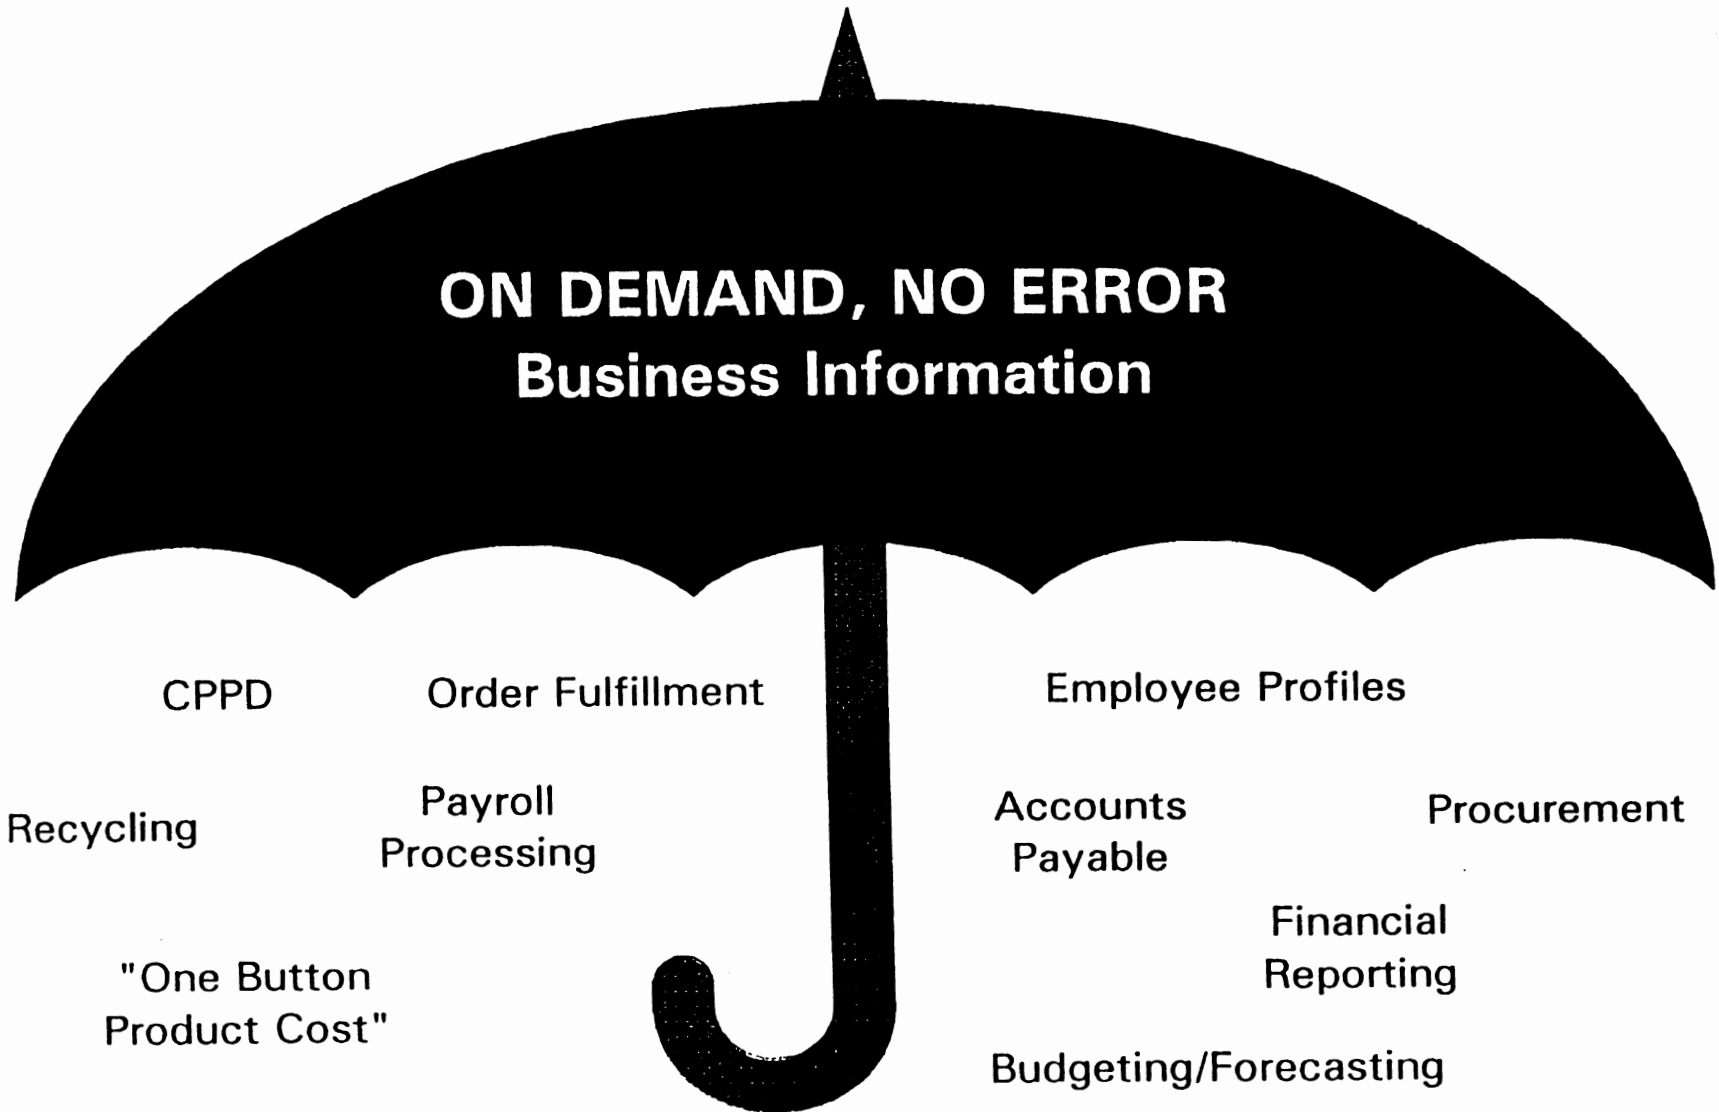 ON DEMAND, NO ERROR
Business Information
CPPD
Order Fulfillment
Employee Profiles
Recycling
Payroll
Processing
Accounts
Payable
Procurement
"One Button
Product Cost"
Financial
Reporting
Budgeting/Forecasting